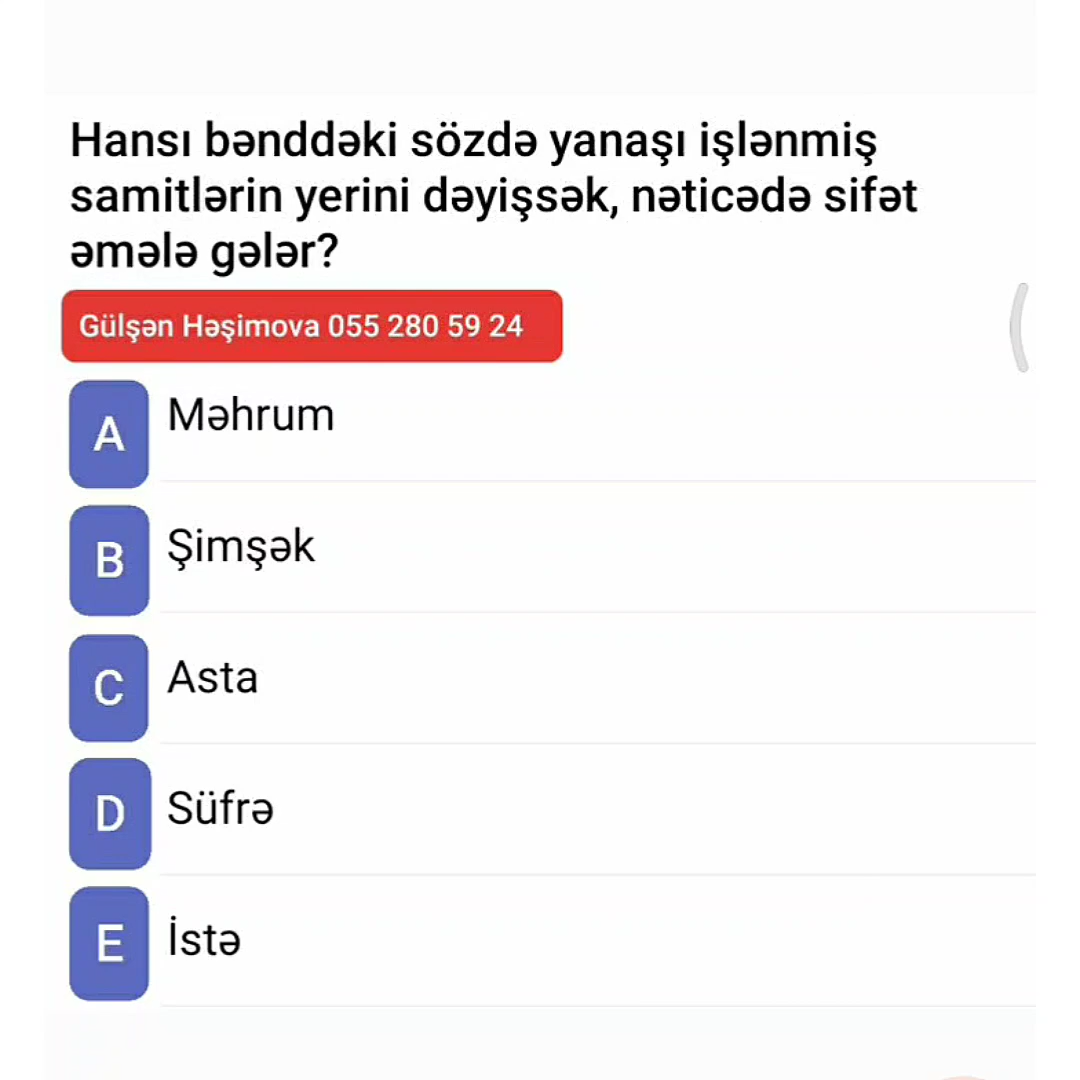 Hansı bənddəki sözdə yanaşı işlənmiş
samitlərin yerini dəyişsək, nəticədə sifət
əmələ gələr?
Gülşən Həşimova 055 280 59 24
A Məhrum
B Şimşək
C Asta
D Süfrə
E İstə